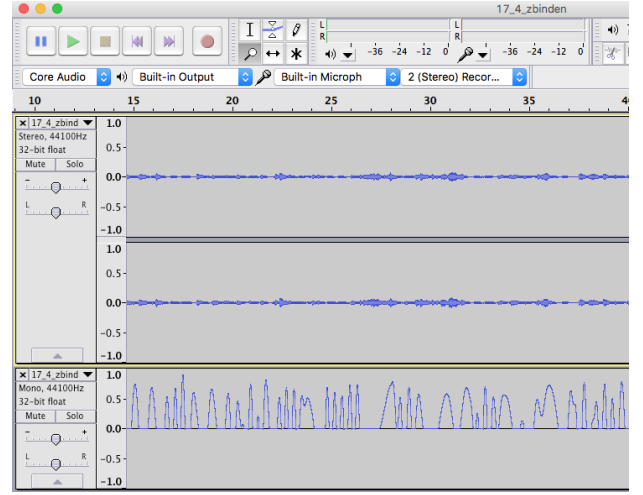 17_4_zbinden
L
R
-36 -24 -12 0
L
R
-36 -24 -12 0
Core Audio
Built-in Output
Built-in Microph
2 (Stereo) Recor...
10 15 20 25 30 35
17_4_zbind
Stereo, 44100Hz
32-bit float
Mute Solo
- +
L R
1.0
0.5-
0.0-
-0.5-
-1.0
1.0
0.5-
0.0-
-0.5-
-1.0
17_4_zbind
Mono, 44100Hz
32-bit float
Mute Solo
- +
L R
1.0
0.5-
0.0-
-0.5-
-1.0